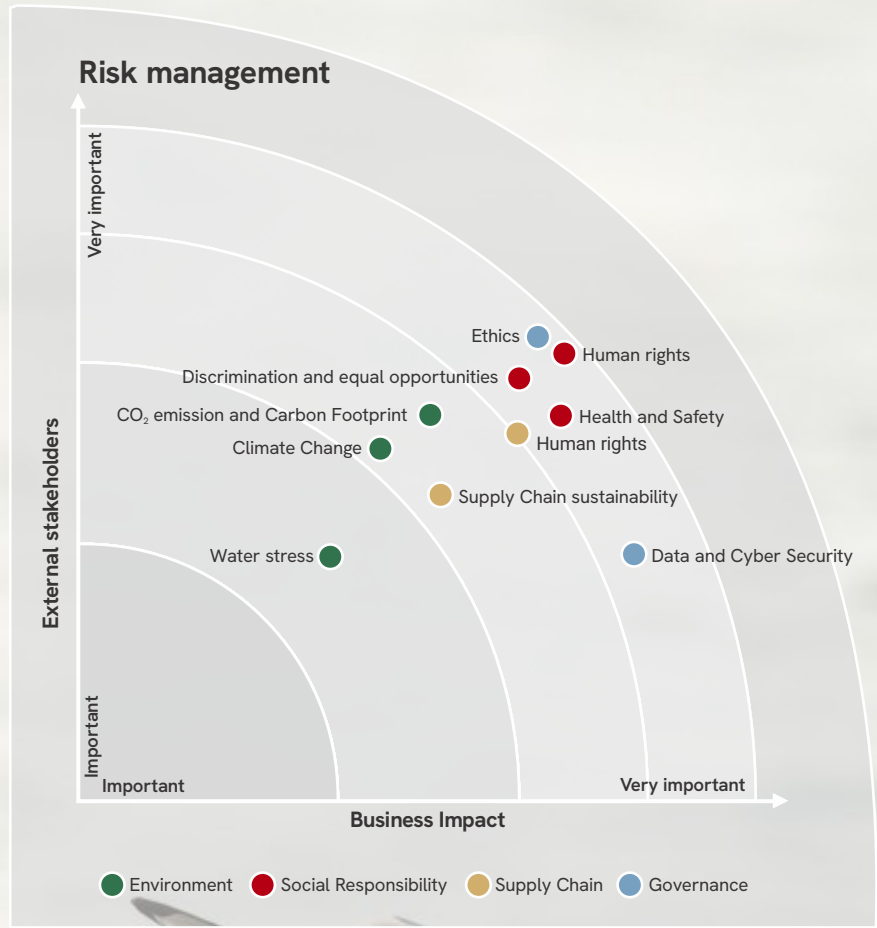 Risk management
Very important
Ethics
Human rights
Discrimination and equal opportunities
CO₂ emission and Carbon Footprint
Health and Safety
Human rights
Climate Change
Supply Chain sustainability
Water stress
Data and Cyber Security
External stakeholders
Important
Important
Very important
Business Impact
Environment
Social Responsibility
Supply Chain
Governance